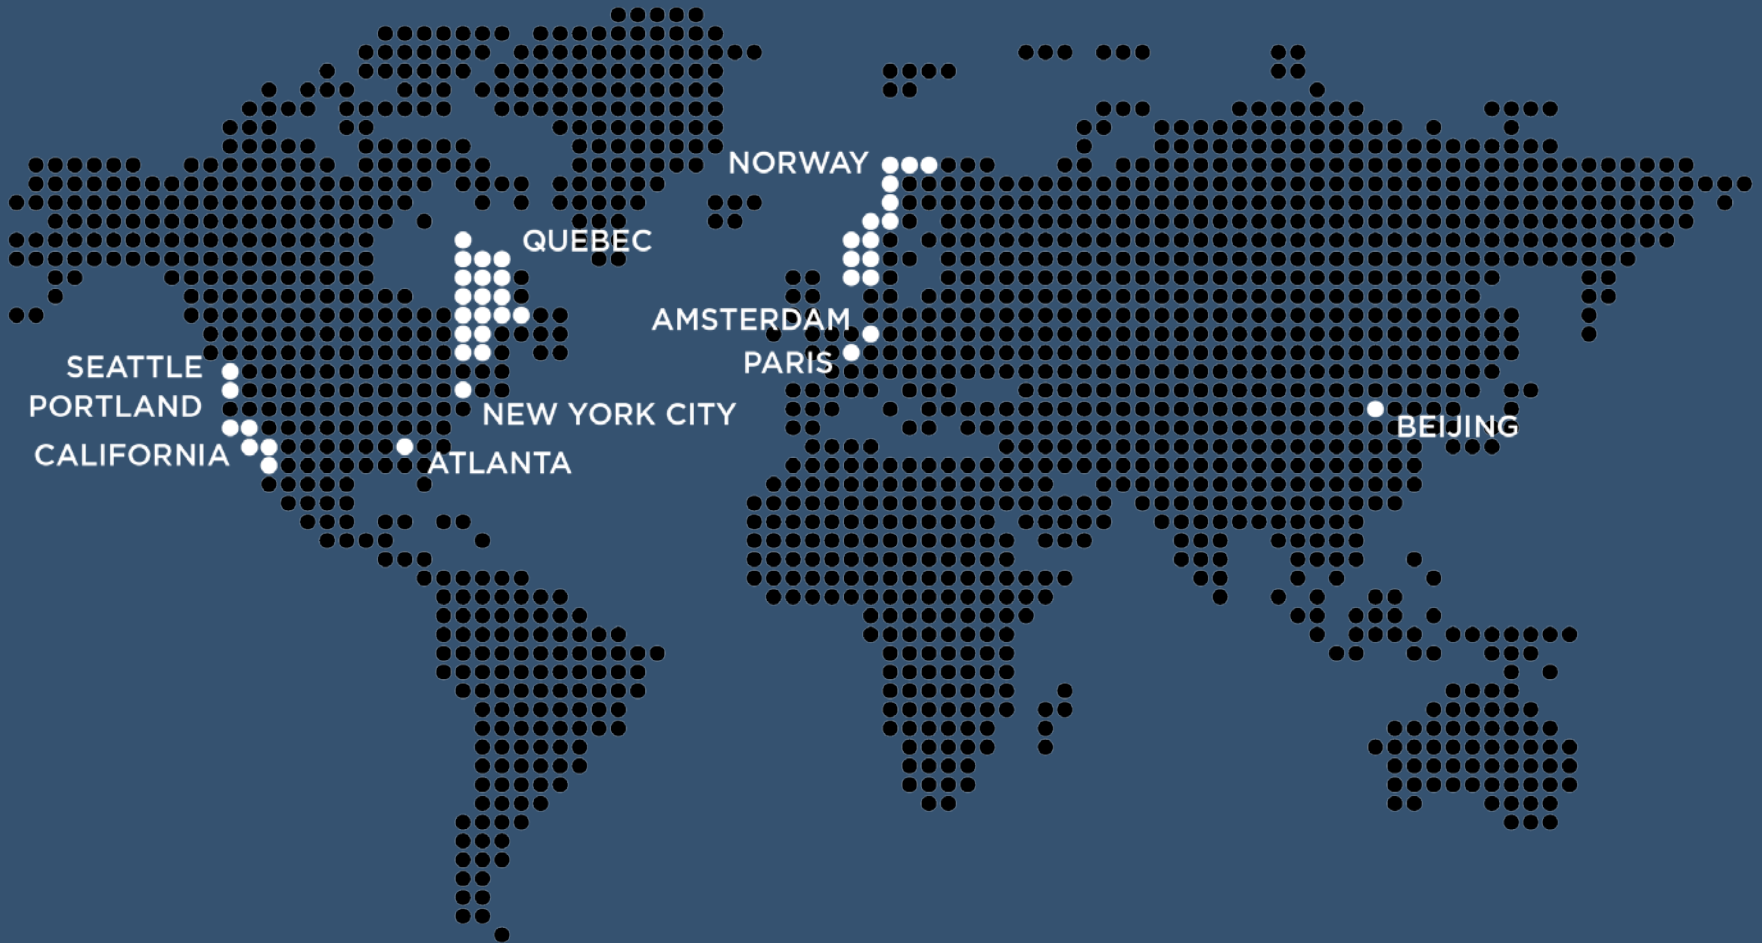 NORWAY
QUEBEC
AMSTERDAM
PARIS
SEATTLE
PORTLAND
NEW YORK CITY
BEIJING
CALIFORNIA
ATLANTA